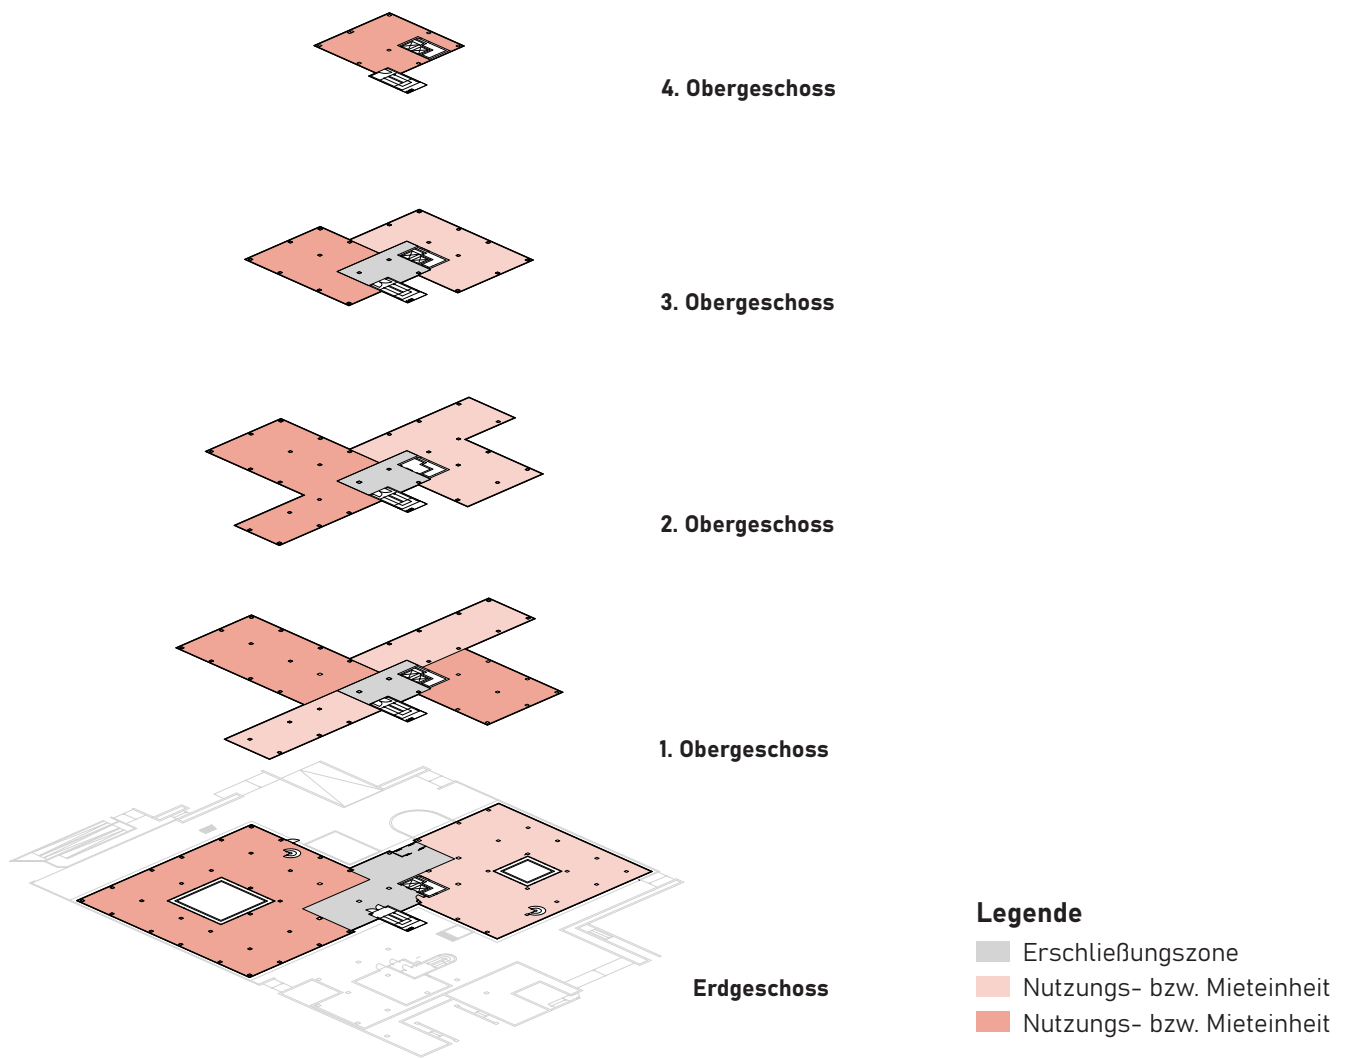 4. Obergeschoss
3. Obergeschoss
2. Obergeschoss
1. Obergeschoss
Erdgeschoss
Legende
Erschließungszone
Nutzungs- bzw. Mieteinheit
Nutzungs- bzw. Mieteinheit